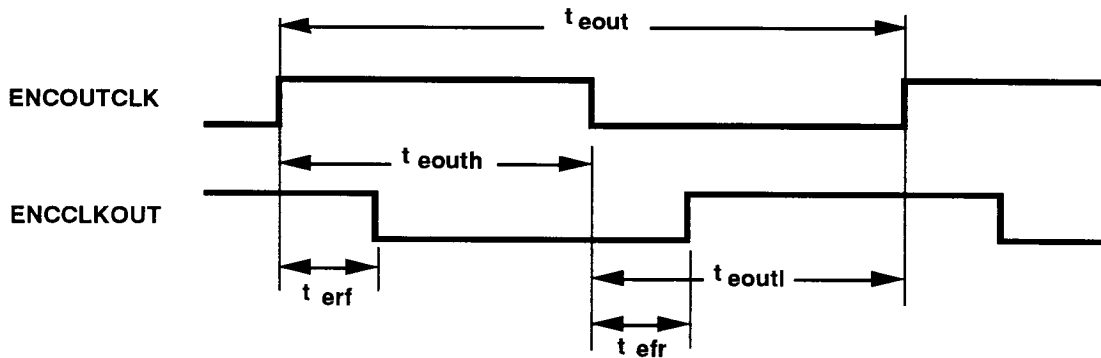 t eout
ENCOUTCLK
t eouth
ENCCLKOUT
t eoutl
t erf
t efr